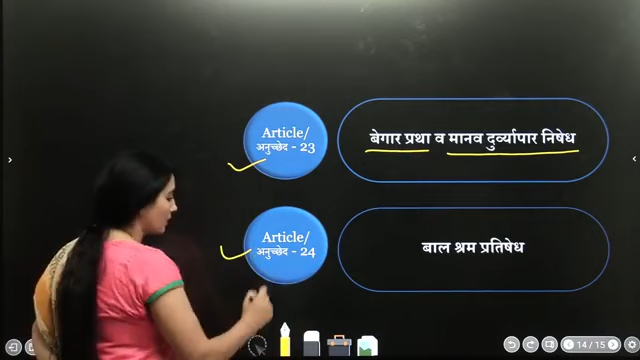 Article/
अनुच्छेद - 23
बेगार प्रथा व मानव दुर्व्यापार निषेध
Article/
अनुच्छेद - 24
बाल श्रम प्रतिषेध
14 / 15